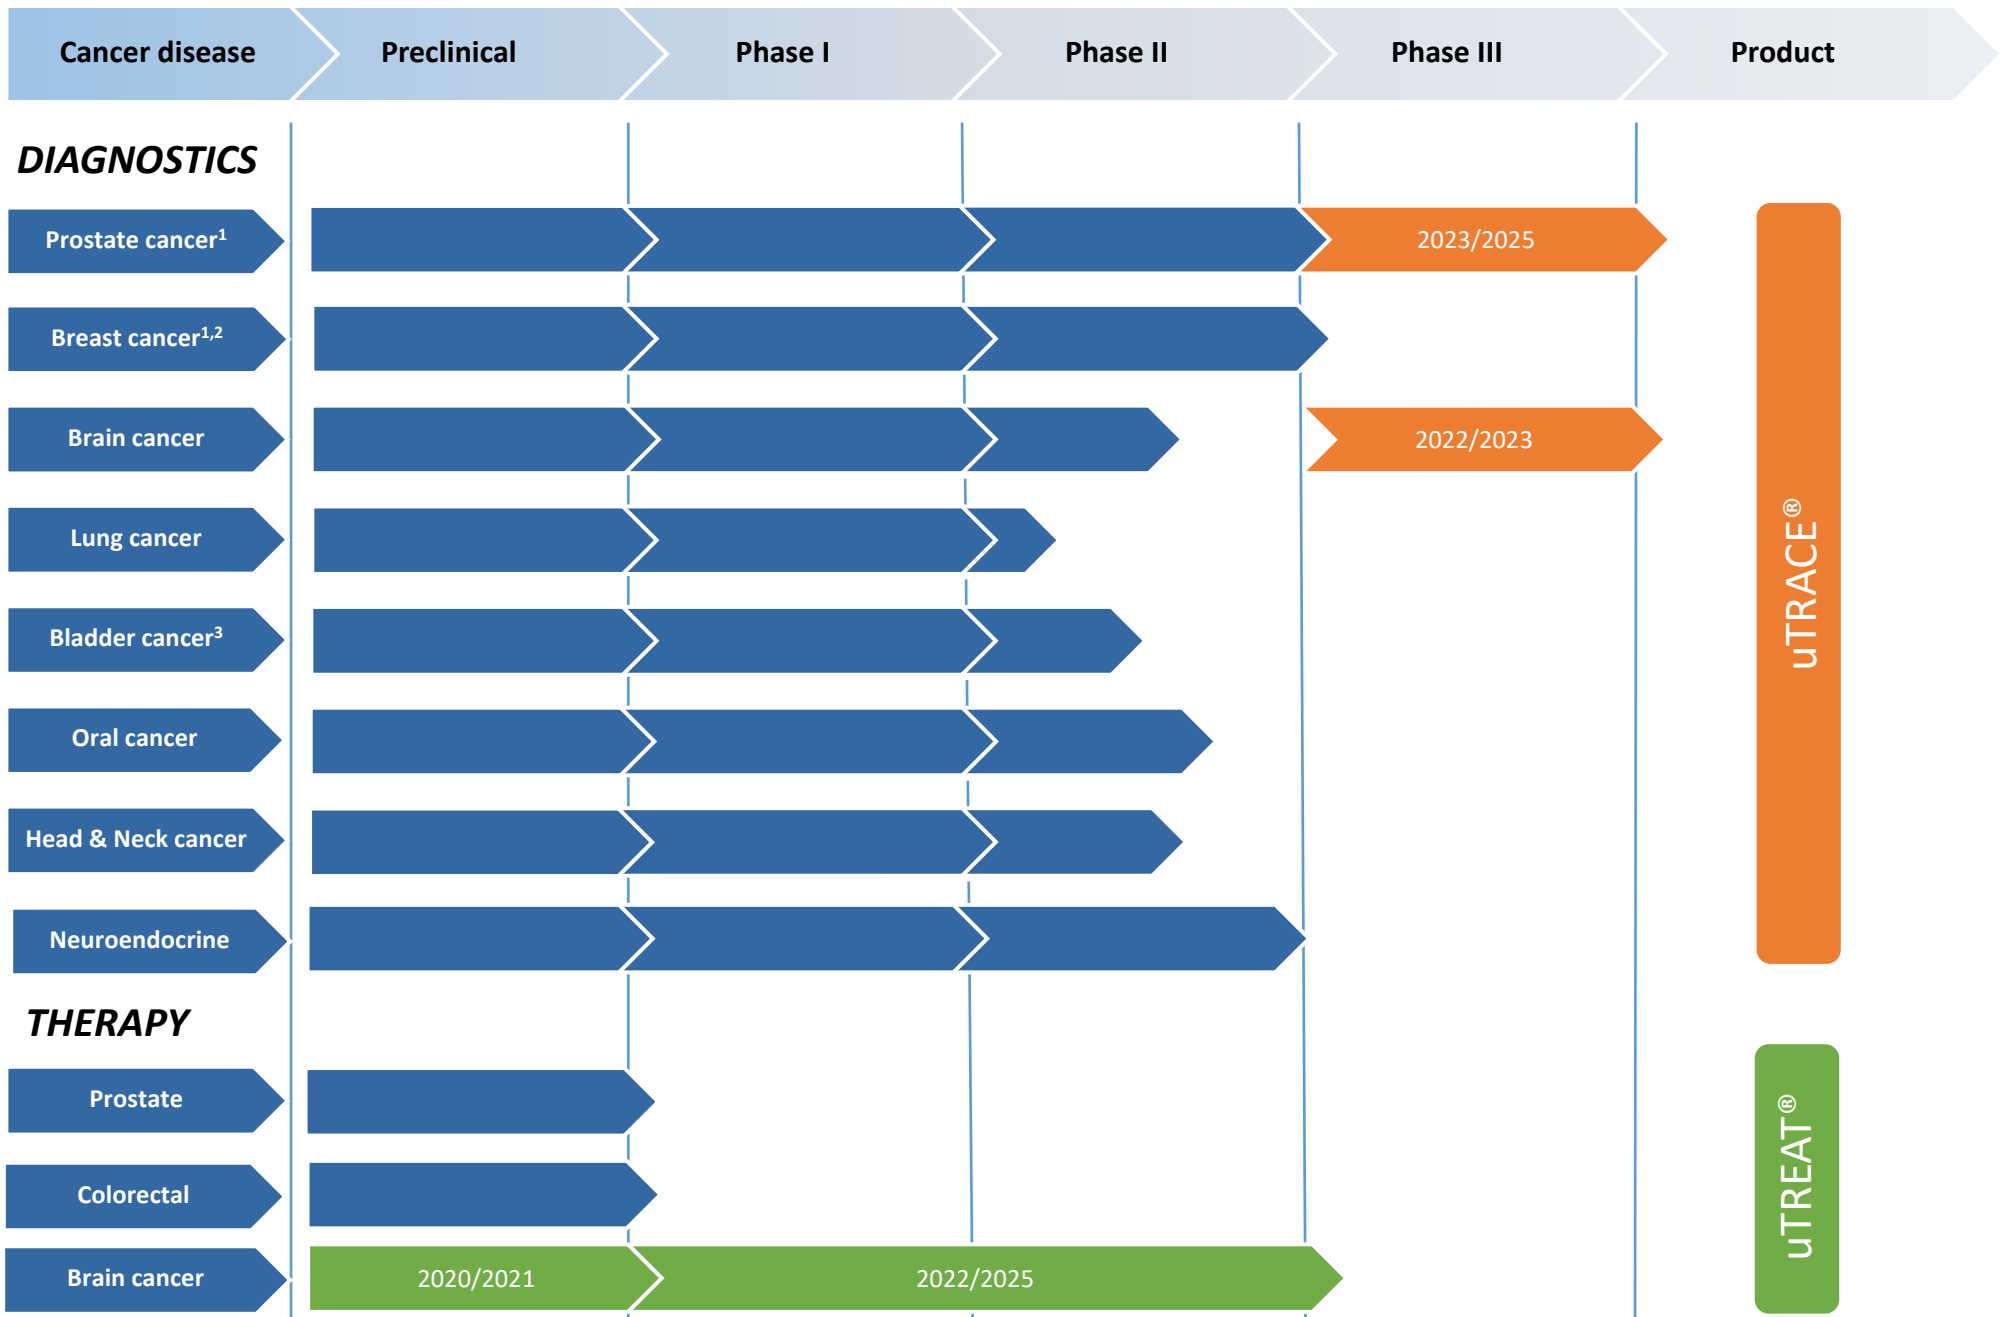 Cancer disease Preclinical Phase I Phase II Phase III Product
DIAGNOSTICS
Prostate cancer¹ 2023/2025
Breast cancer¹,²
Brain cancer 2022/2023
Lung cancer
Bladder cancer³
Oral cancer
Head & Neck cancer
Neuroendocrine
uTRACE®
THERAPY
Prostate
Colorectal
Brain cancer 2020/2021 2022/2025
uTREAT®